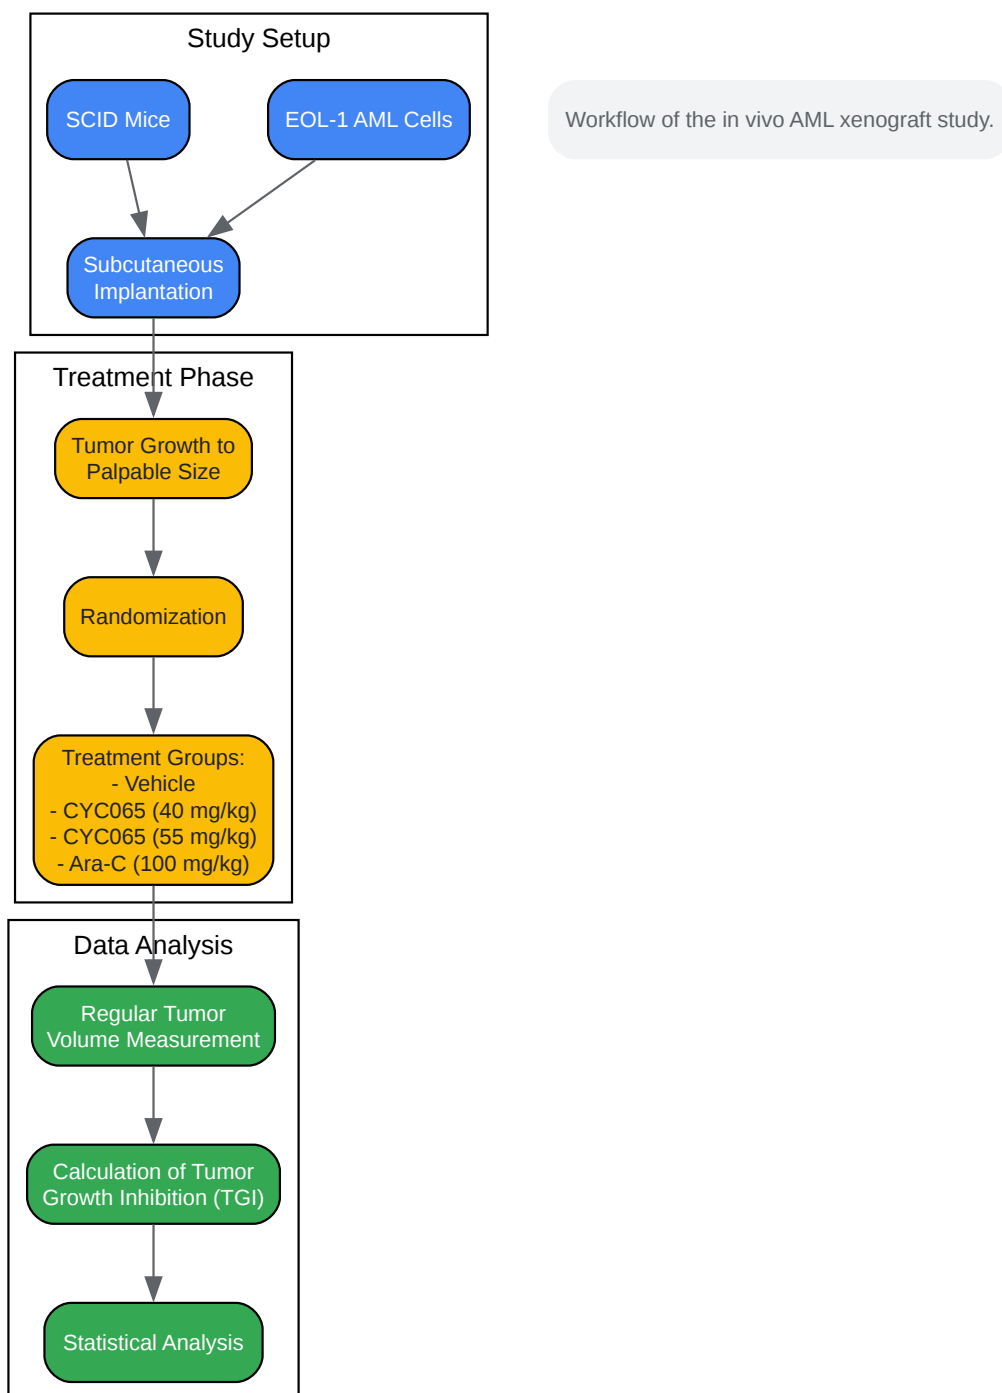 Study Setup
SCID Mice
EOL-1 AML Cells
Workflow of the in vivo AML xenograft study.
Subcutaneous
Implantation
Treatment Phase
Tumor Growth to
Palpable Size
Randomization
Treatment Groups:
- Vehicle
- CYC065 (40 mg/kg)
- CYC065 (55 mg/kg)
- Ara-C (100 mg/kg)
Data Analysis
Regular Tumor
Volume Measurement
Calculation of Tumor
Growth Inhibition (TGI)
Statistical Analysis